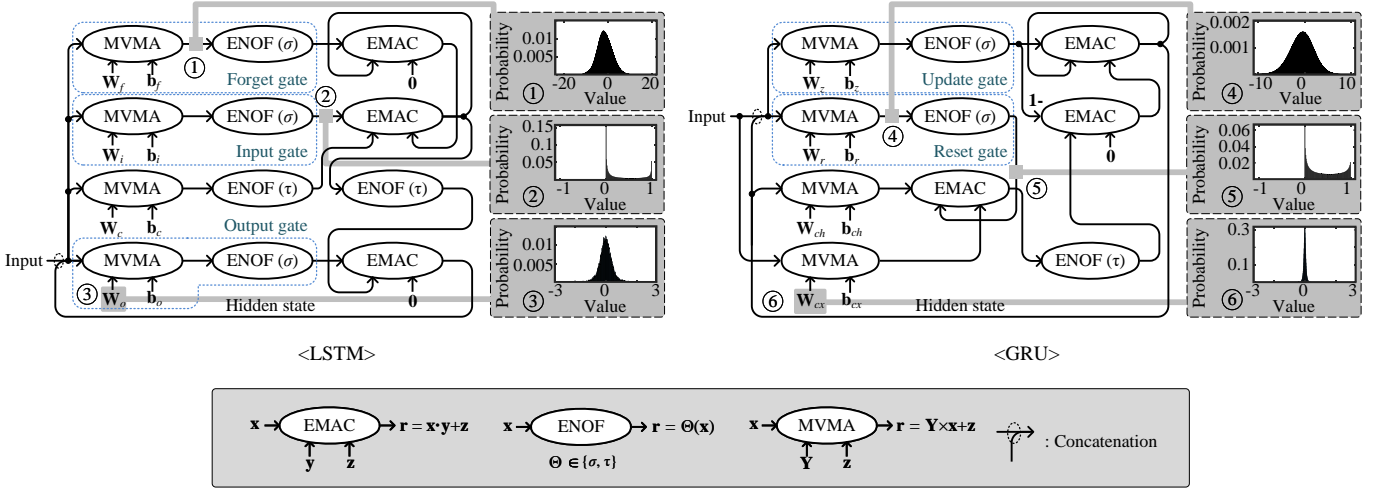 MVMA
ENOF (σ)
EMAC
W_f b_f
①
Forget gate
0
②
MVMA
ENOF (σ)
EMAC
W_i b_i
Input gate
MVMA
ENOF (τ)
ENOF (τ)
W_c b_c
Output gate
Input
MVMA
ENOF (σ)
EMAC
③
W_o b_o
0
Hidden state
Probability
0.01
0.005
-20 0 20
① Value
Probability
0.15
0.1
0.05
-1 0 1
② Value
Probability
0.01
0.005
-3 0 3
③ Value
<LSTM>
MVMA
ENOF (σ)
EMAC
W_z b_z
Update gate
1-
Input
MVMA
ENOF (σ)
EMAC
④
W_r b_r
Reset gate
0
MVMA
EMAC
⑤
W_ch b_ch
MVMA
ENOF (τ)
⑥
W_cx b_cx
Hidden state
Probability
0.002
0.001
-10 0 10
④ Value
Probability
0.06
0.04
0.02
-1 0 1
⑤ Value
Probability
0.3
0.1
-3 0 3
⑥ Value
<GRU>
x EMAC r = x·y+z
y z
x ENOF r = Θ(x)
Θ ∈ {σ, τ}
x MVMA r = Y×x+z
Y z
: Concatenation